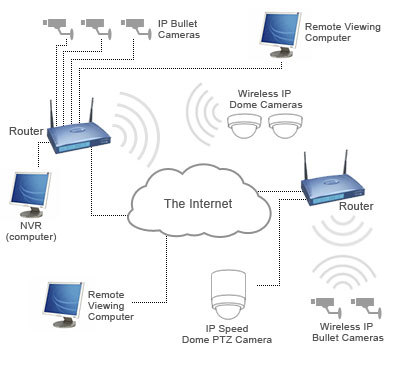 IP Bullet
Cameras
Remote Viewing
Computer
Wireless IP
Dome Cameras
Router
The Internet
Router
NVR
(computer)
Remote
Viewing
Computer
IP Speed
Dome PTZ Camera
Wireless IP
Bullet Cameras